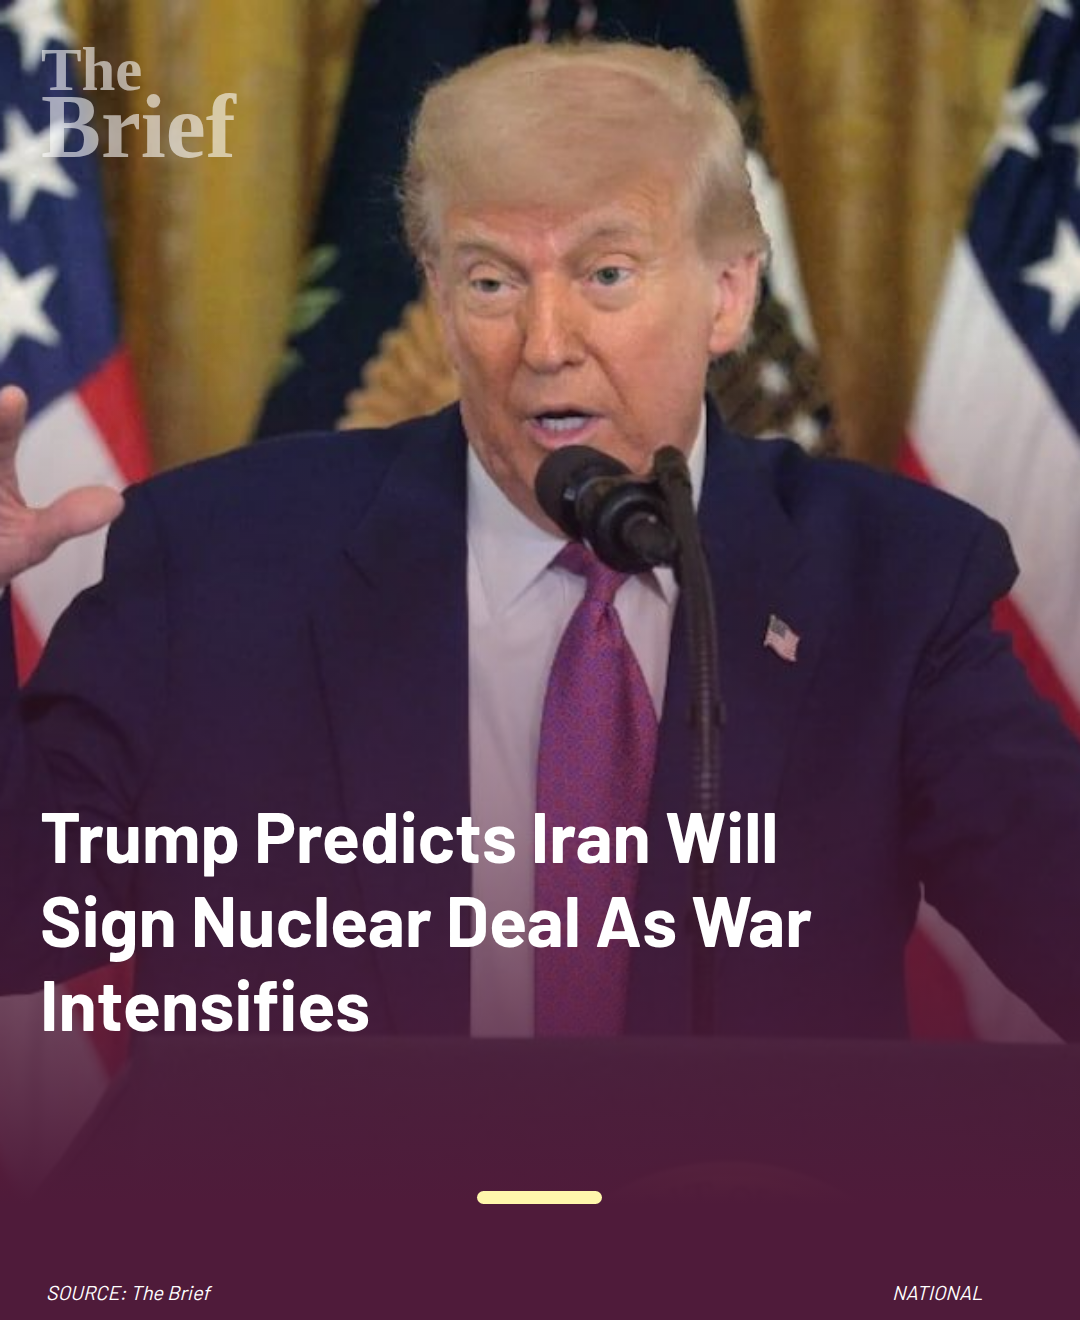 The
Brief
Trump Predicts Iran Will
Sign Nuclear Deal As War
Intensifies
SOURCE: The Brief
NATIONAL